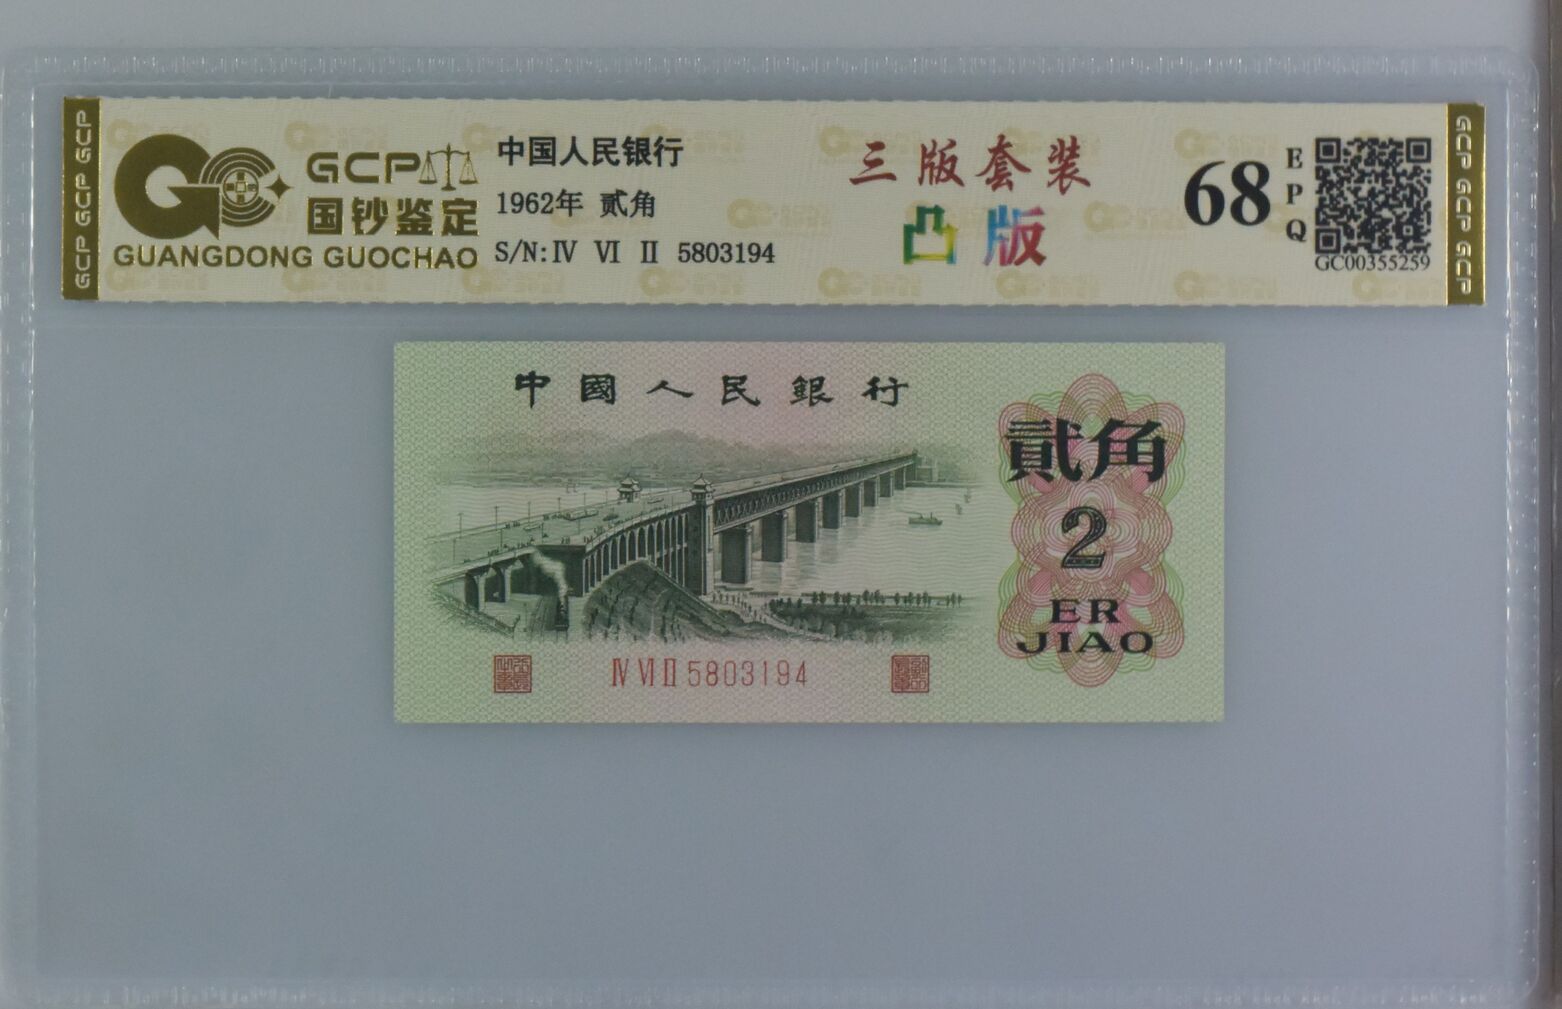 GCP GCP GCP
GCP
国钞鉴定
GUANGDONG GUOCHAO
中国人民银行
1962年 贰角
S/N:Ⅳ Ⅵ Ⅱ 5803194
三版套装
凸版
68
EPQ
GC00355259
GCP GCP GCP
中國人民銀行
貳角
2
ER
JIAO
Ⅳ Ⅵ Ⅱ 5803194